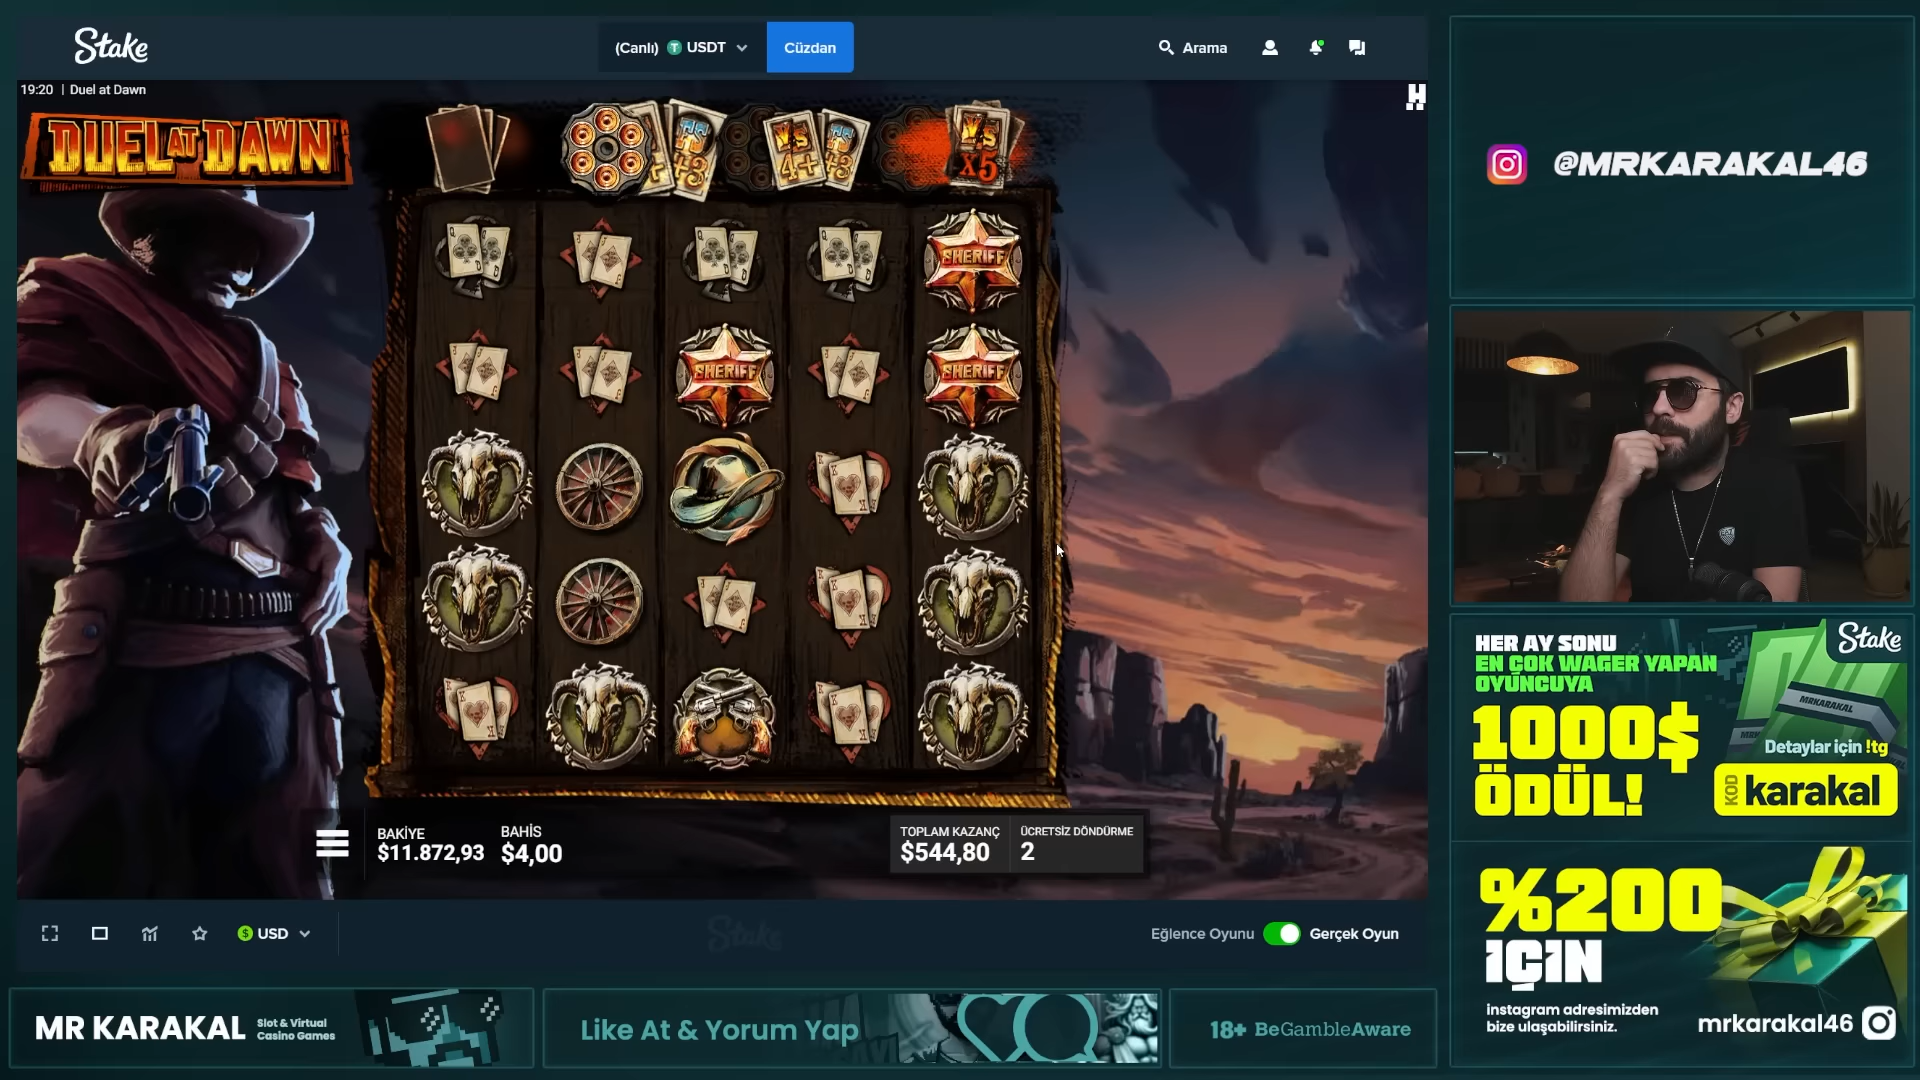 Stake
(Canlı) USDT
Cüzdan
Arama
19:20 | Duel at Dawn
DUEL AT DAWN
+3
VS
4+
+3
VS
X5
SHERIFF
SHERIFF
SHERIFF
BAKİYE
$11.872,93
BAHİS
$4,00
TOPLAM KAZANÇ
$544,80
ÜCRETSİZ DÖNDÜRME
2
USD
Stake
Eğlence Oyunu
Gerçek Oyun
@MRKARAKAL46
HER AY SONU
EN ÇOK WAGER YAPAN
OYUNCUYA
1000$
ÖDÜL!
Stake
MRKARAKAL
Detaylar için !tg
KOD
karakal
%200
İÇİN
instagram adresimizden
bize ulaşabilirsiniz.
mrkarakal46
MR KARAKAL
Slot & Virtual
Casino Games
Like At & Yorum Yap
18+ BeGambleAware